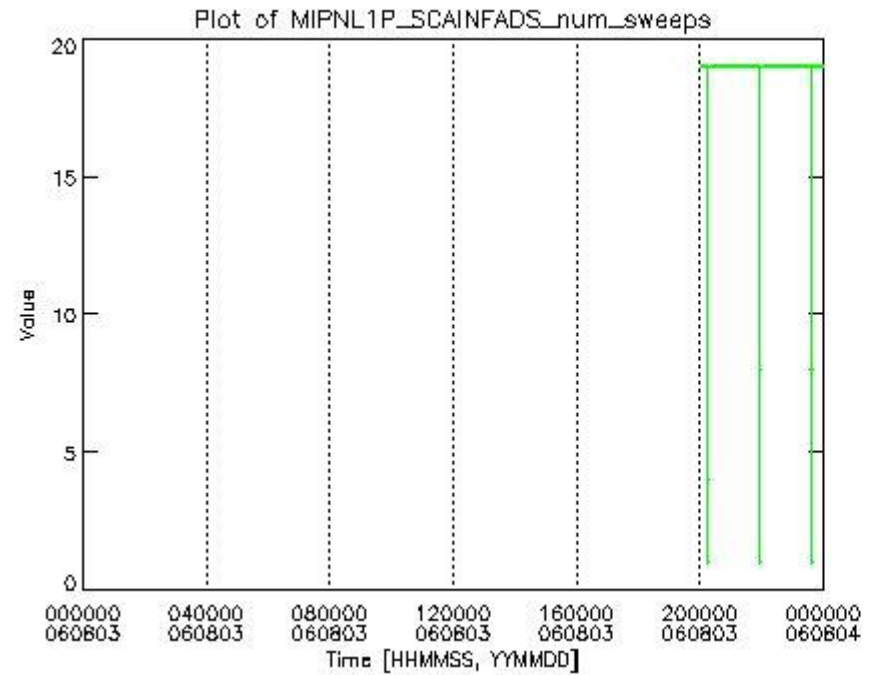 Plot of MIPNL1P_SCAINFADS_num_sweeps
20
15
10
5
0
Value
000000 040000 080000 120000 160000 200000 000000
060803 060803 060803 060803 060803 060803 060804
Time [HHMMSS, YYMMDD]